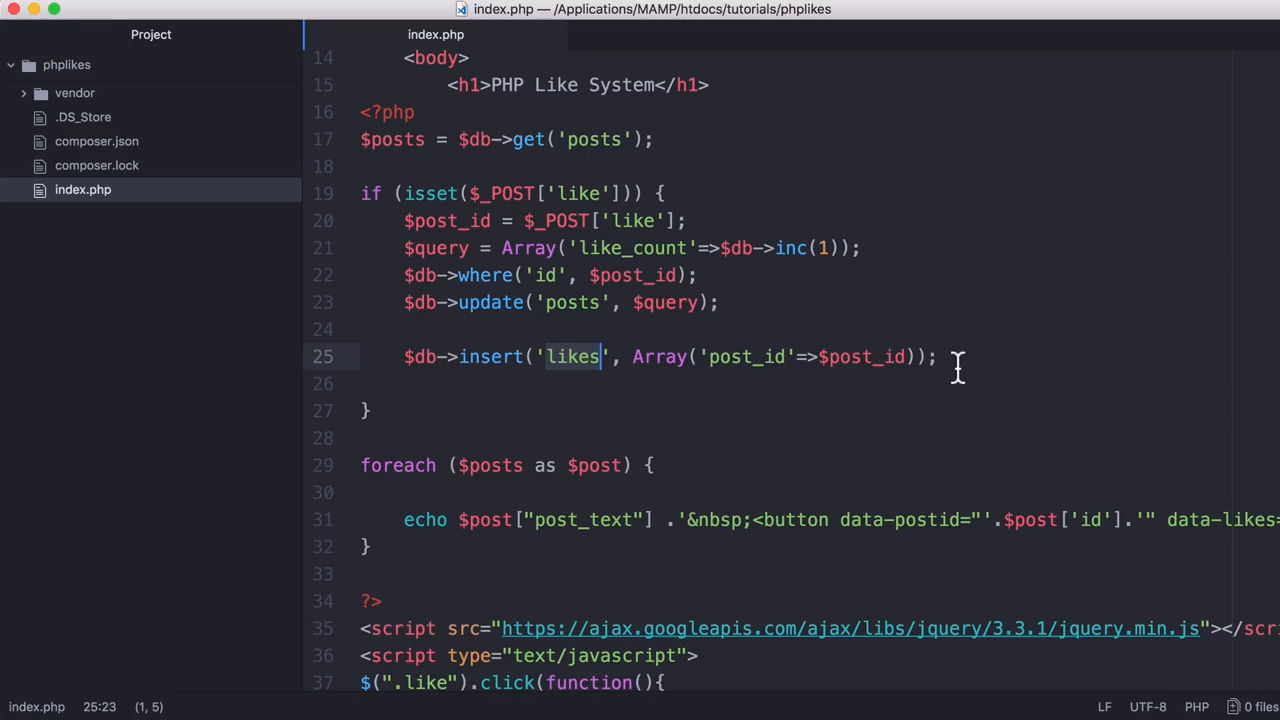 index.php — /Applications/MAMP/htdocs/tutorials/phplikes
Project
index.php
phplikes
vendor
.DS_Store
composer.json
composer.lock
index.php
14 <body>
15 <h1>PHP Like System</h1>
16 <?php
17 $posts = $db->get('posts');
18
19 if (isset($_POST['like'])) {
20 $post_id = $_POST['like'];
21 $query = Array('like_count'=>$db->inc(1));
22 $db->where('id', $post_id);
23 $db->update('posts', $query);
24
25 $db->insert('likes', Array('post_id'=>$post_id));
26
27 }
28
29 foreach ($posts as $post) {
30
31 echo $post["post_text"] .'&nbsp;<button data-postid="'.$post['id'].'" data-likes=
32 }
33
34 ?>
35 <script src="https://ajax.googleapis.com/ajax/libs/jquery/3.3.1/jquery.min.js"></scri
36 <script type="text/javascript">
37 $(".like").click(function(){
index.php 25:23 (1, 5) LF UTF-8 PHP 0 files